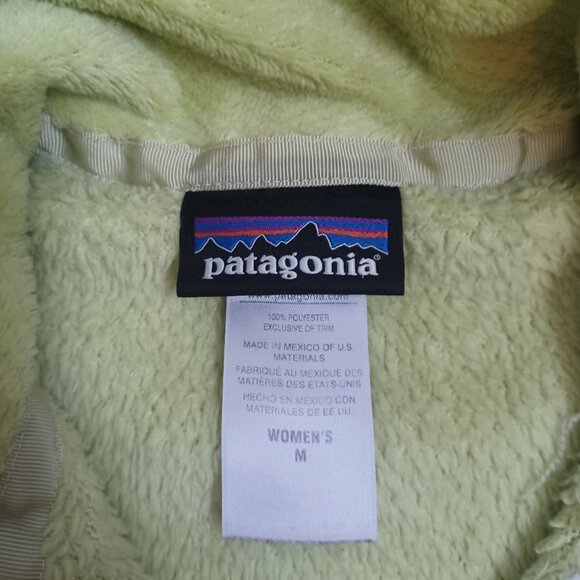 patagonia®
www.patagonia.com
100% POLYESTER
EXCLUSIVE OF TRIM
MADE IN MEXICO OF U.S.
MATERIALS
FABRIQUÉ AU MEXIQUE DES
MATIÈRES DES ETATS-UNIS
HECHO EN MEXICO CON
MATERIALES DE EE.UU.
WOMEN'S
M